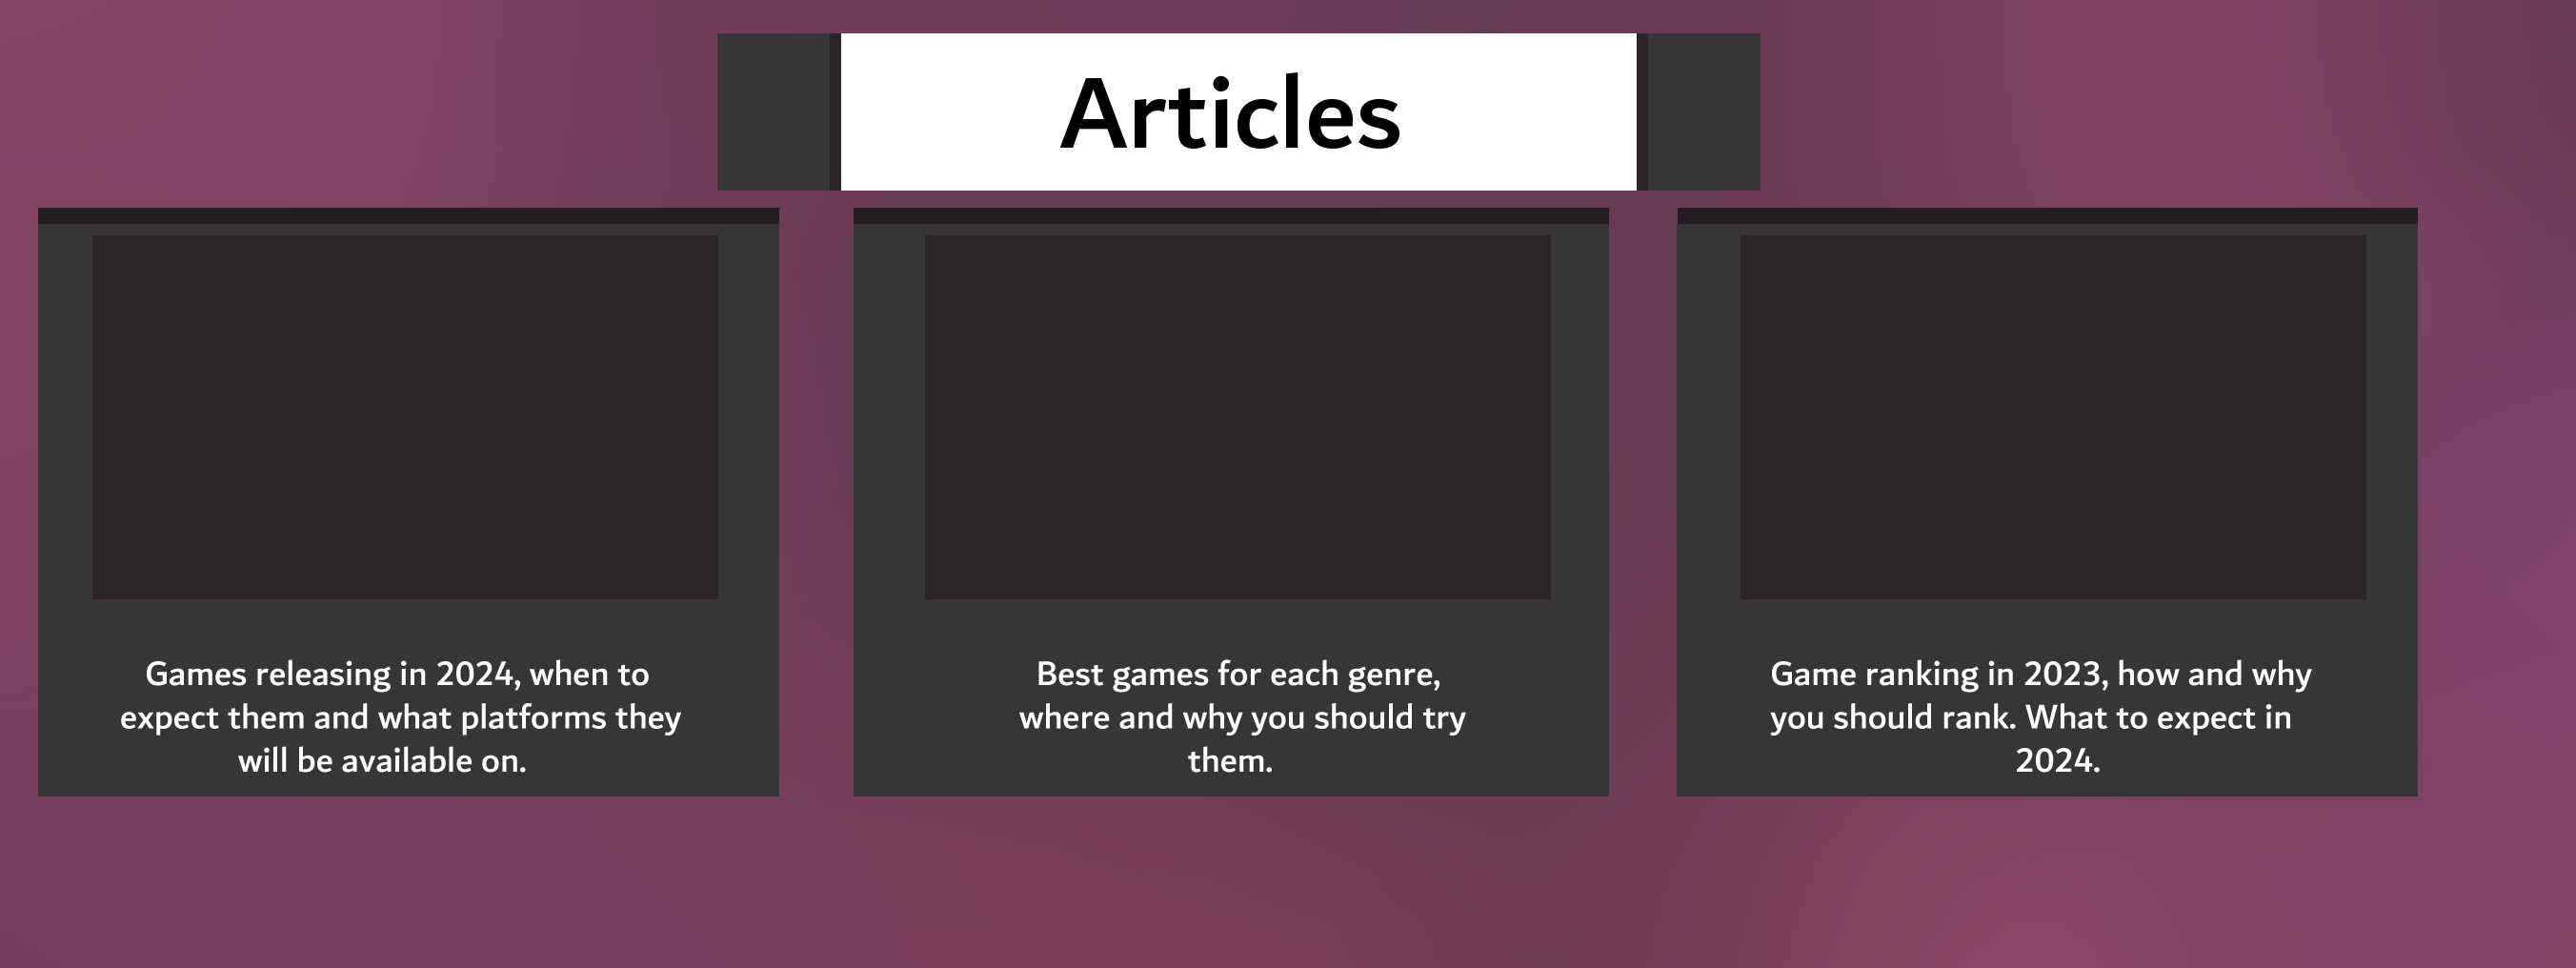 Articles
Games releasing in 2024, when to
expect them and what platforms they
will be available on.
Best games for each genre,
where and why you should try
them.
Game ranking in 2023, how and why
you should rank. What to expect in
2024.